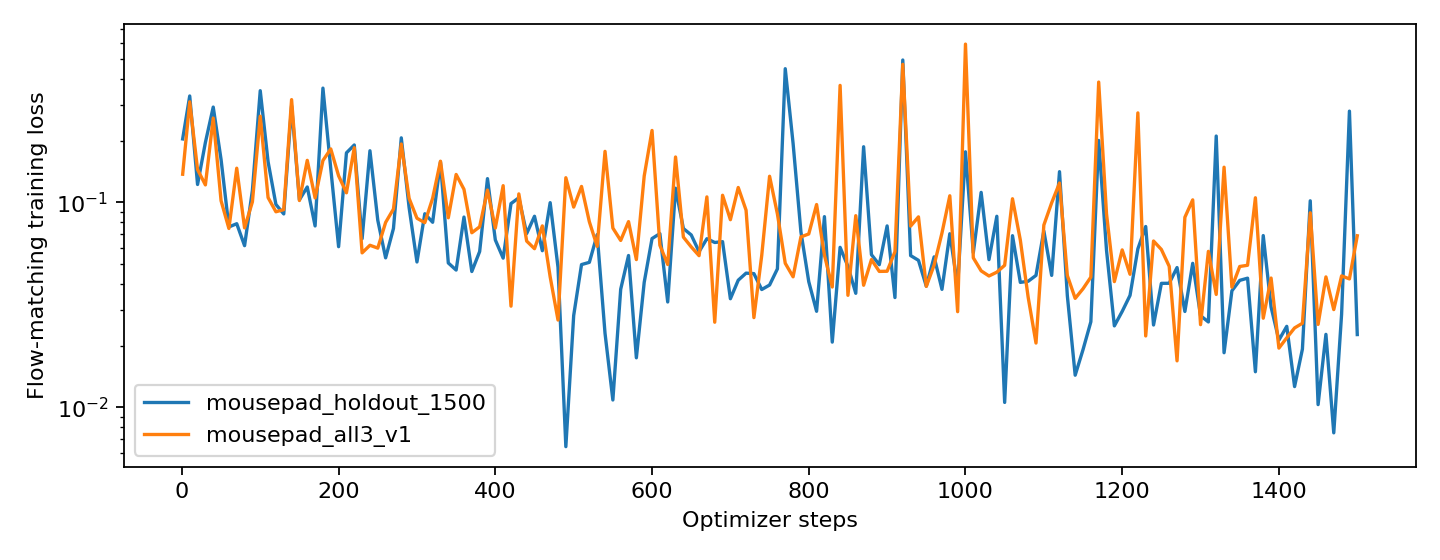 Flow-matching training loss
10⁻¹
10⁻²
mousepad_holdout_1500
mousepad_all3_v1
0 200 400 600 800 1000 1200 1400
Optimizer steps